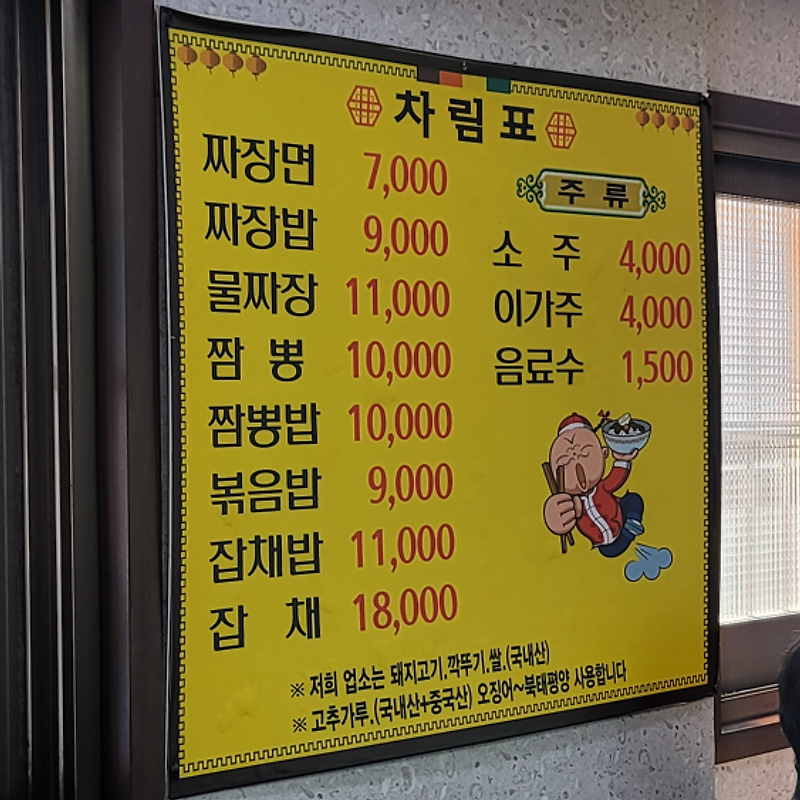 차림표
짜장면 7,000
짜장밥 9,000
물짜장 11,000
짬 뽕 10,000
짬뽕밥 10,000
볶음밥 9,000
잡채밥 11,000
잡 채 18,000
주 류
소 주 4,000
이가주 4,000
음료수 1,500
※ 저희 업소는 돼지고기.깍뚜기.쌀.(국내산)
※ 고추가루.(국내산+중국산) 오징어~북태평양 사용합니다